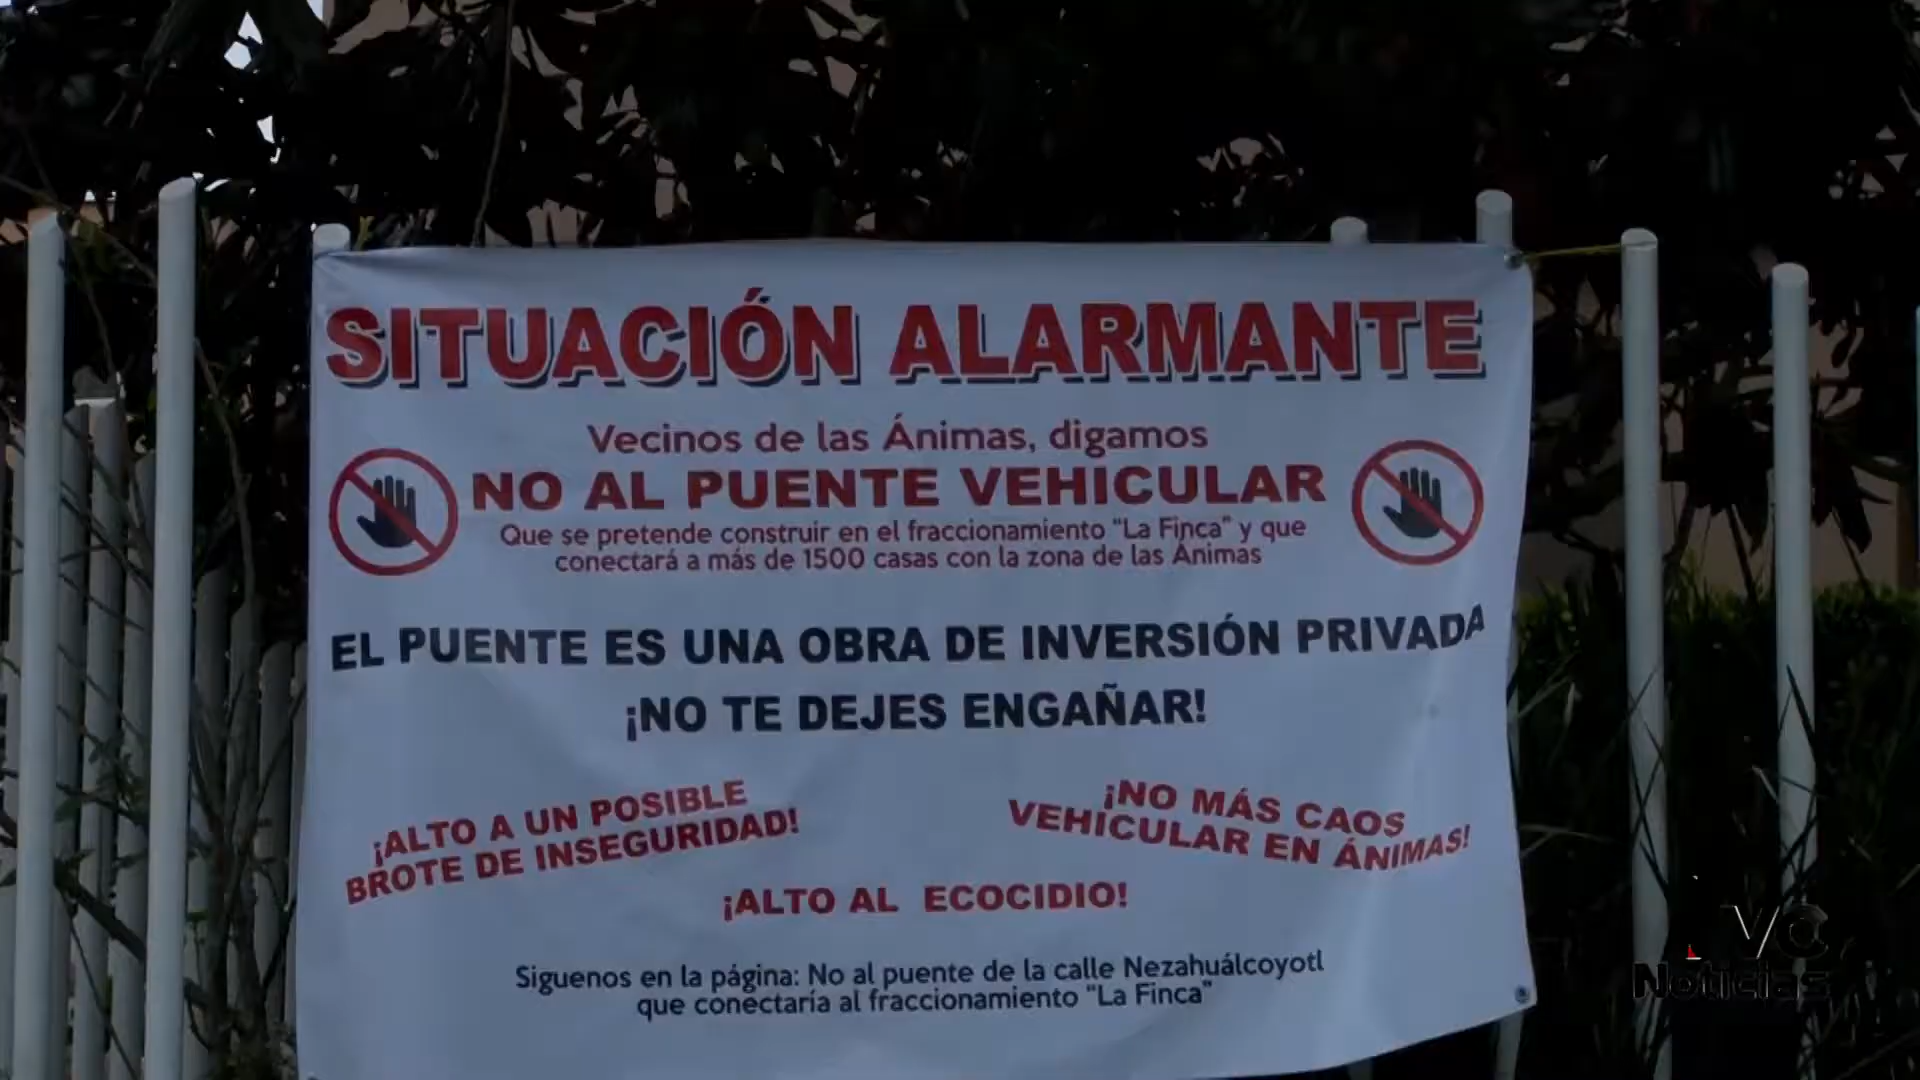 SITUACIÓN ALARMANTE
Vecinos de las Ánimas, digamos
NO AL PUENTE VEHICULAR
Que se pretende construir en el fraccionamiento "La Finca" y que
conectará a más de 1500 casas con la zona de las Ánimas
EL PUENTE ES UNA OBRA DE INVERSIÓN PRIVADA
¡NO TE DEJES ENGAÑAR!
¡ALTO A UN POSIBLE
BROTE DE INSEGURIDAD!
¡NO MÁS CAOS
VEHICULAR EN ÁNIMAS!
¡ALTO AL ECOCIDIO!
Siguenos en la página: No al puente de la calle Nezahuálcoyotl
que conectaría al fraccionamiento "La Finca"
Noticias